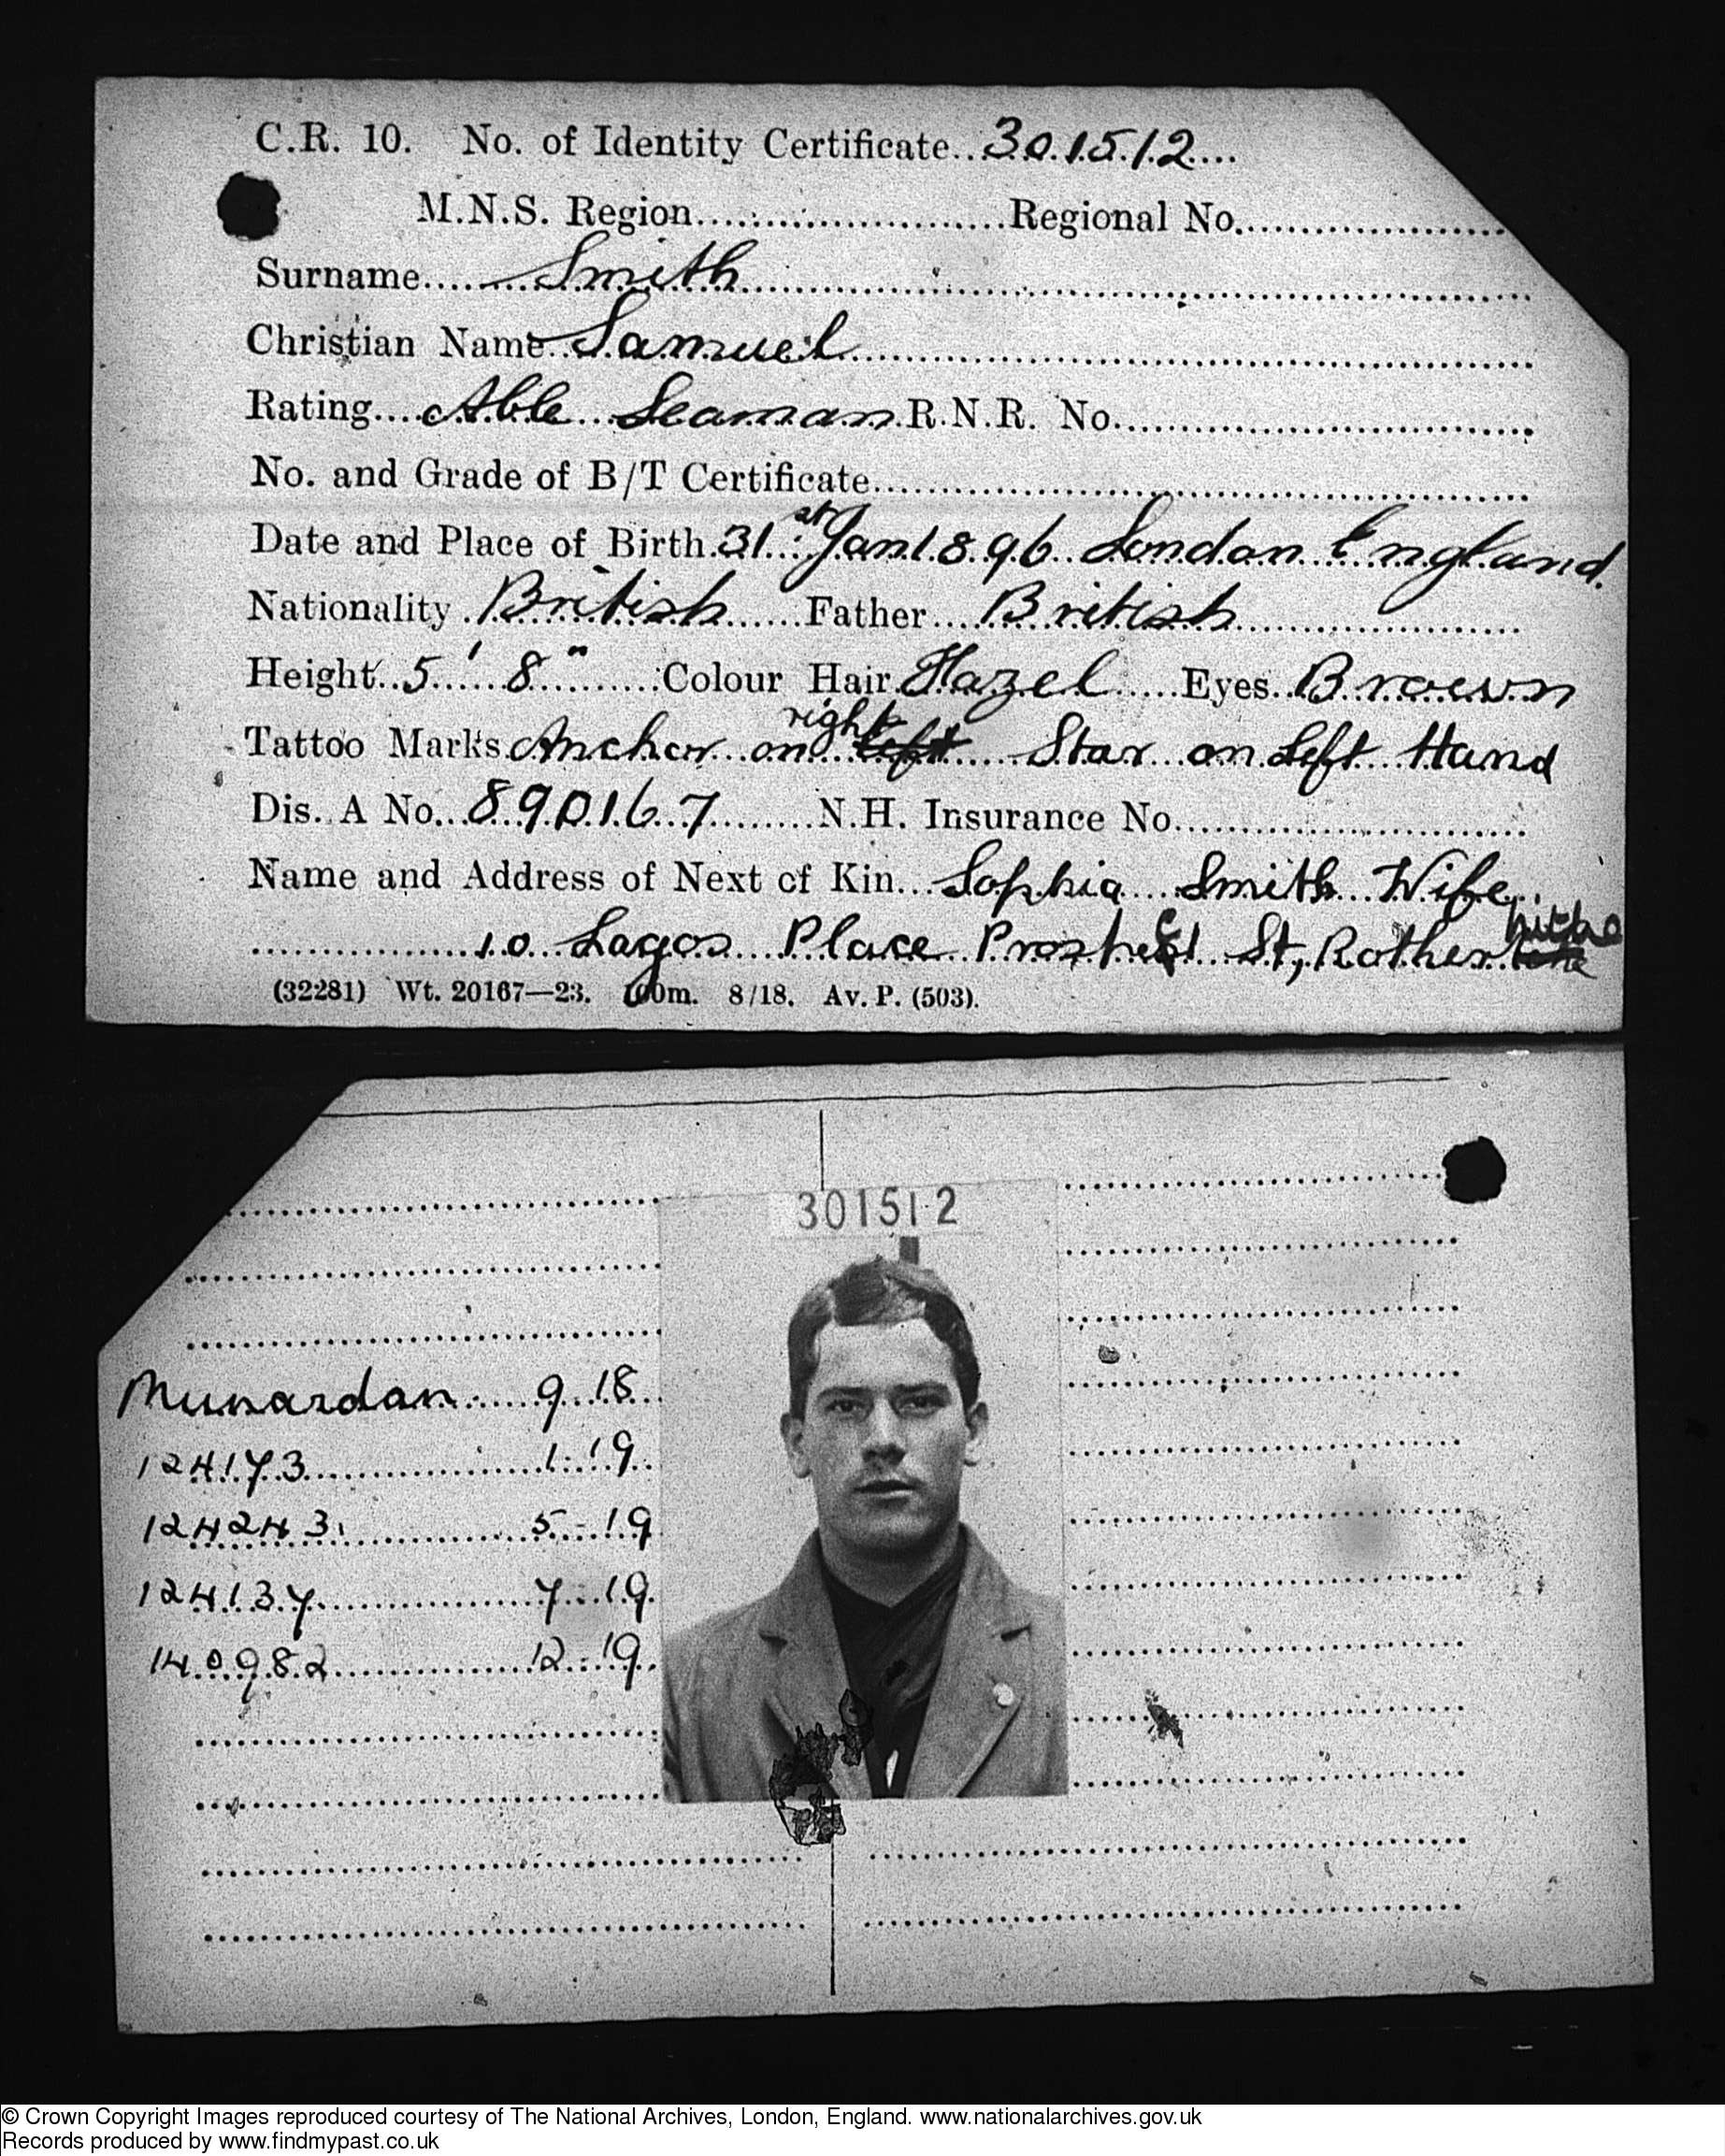 C.R. 10. No. of Identity Certificate..301512....
M.N.S. Region........................Regional No.....................
Surname......Smith
Christian Name..Samuel
Rating....Able Seaman R.N.R. No.
No. and Grade of B/T Certificate
Date and Place of Birth.31st Jan 1896 London England.
Nationality British Father British
Height 5' 8" Colour Hair Hazel Eyes Brown
Tattoo Marks Anchor on right left Star on Left Hand
Dis. A No. 890167 N.H. Insurance No.
Name and Address of Next of Kin Sophia Smith Wife,
10 Lagos Place Prospect St, Rotherhithe
(32281) Wt. 20167—23. 100m. 8/18. Av. P. (503).
301512
9 18
124173 1 . 19
124243 5 - 19
124137 7 - 19
140982 12 - 19
© Crown Copyright Images reproduced courtesy of The National Archives, London, England. www.nationalarchives.gov.uk
Records produced by www.findmypast.co.uk